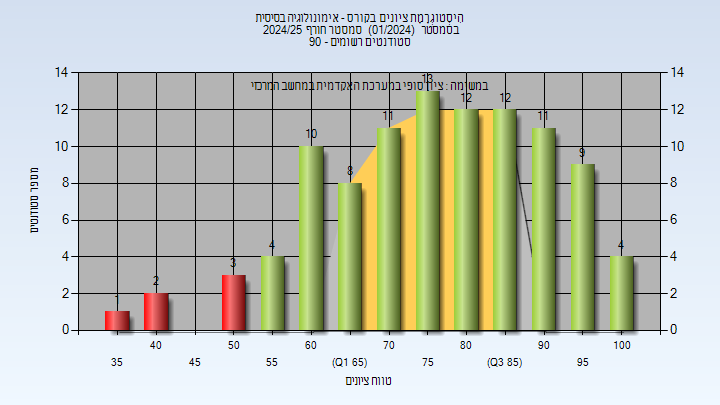 היסטוגרמת ציונים בקורס - אימונולוגיה בסיסית
בסמסטר (01/2024) סמסטר חורף 2024/25
סטודנטים רשומים - 90
במשימה : ציון סופי במערכת האקדמית במחשב המרכזי
מספר סטודנטים
14 14
12 12
10 10
8 8
6 6
4 4
2 2
0 0
1 2 3 4 10 8 11 13 12 12 11 9 4
40 50 60 70 80 90 100
35 45 55 (Q1 65) 75 (Q3 85) 95
טווח ציונים